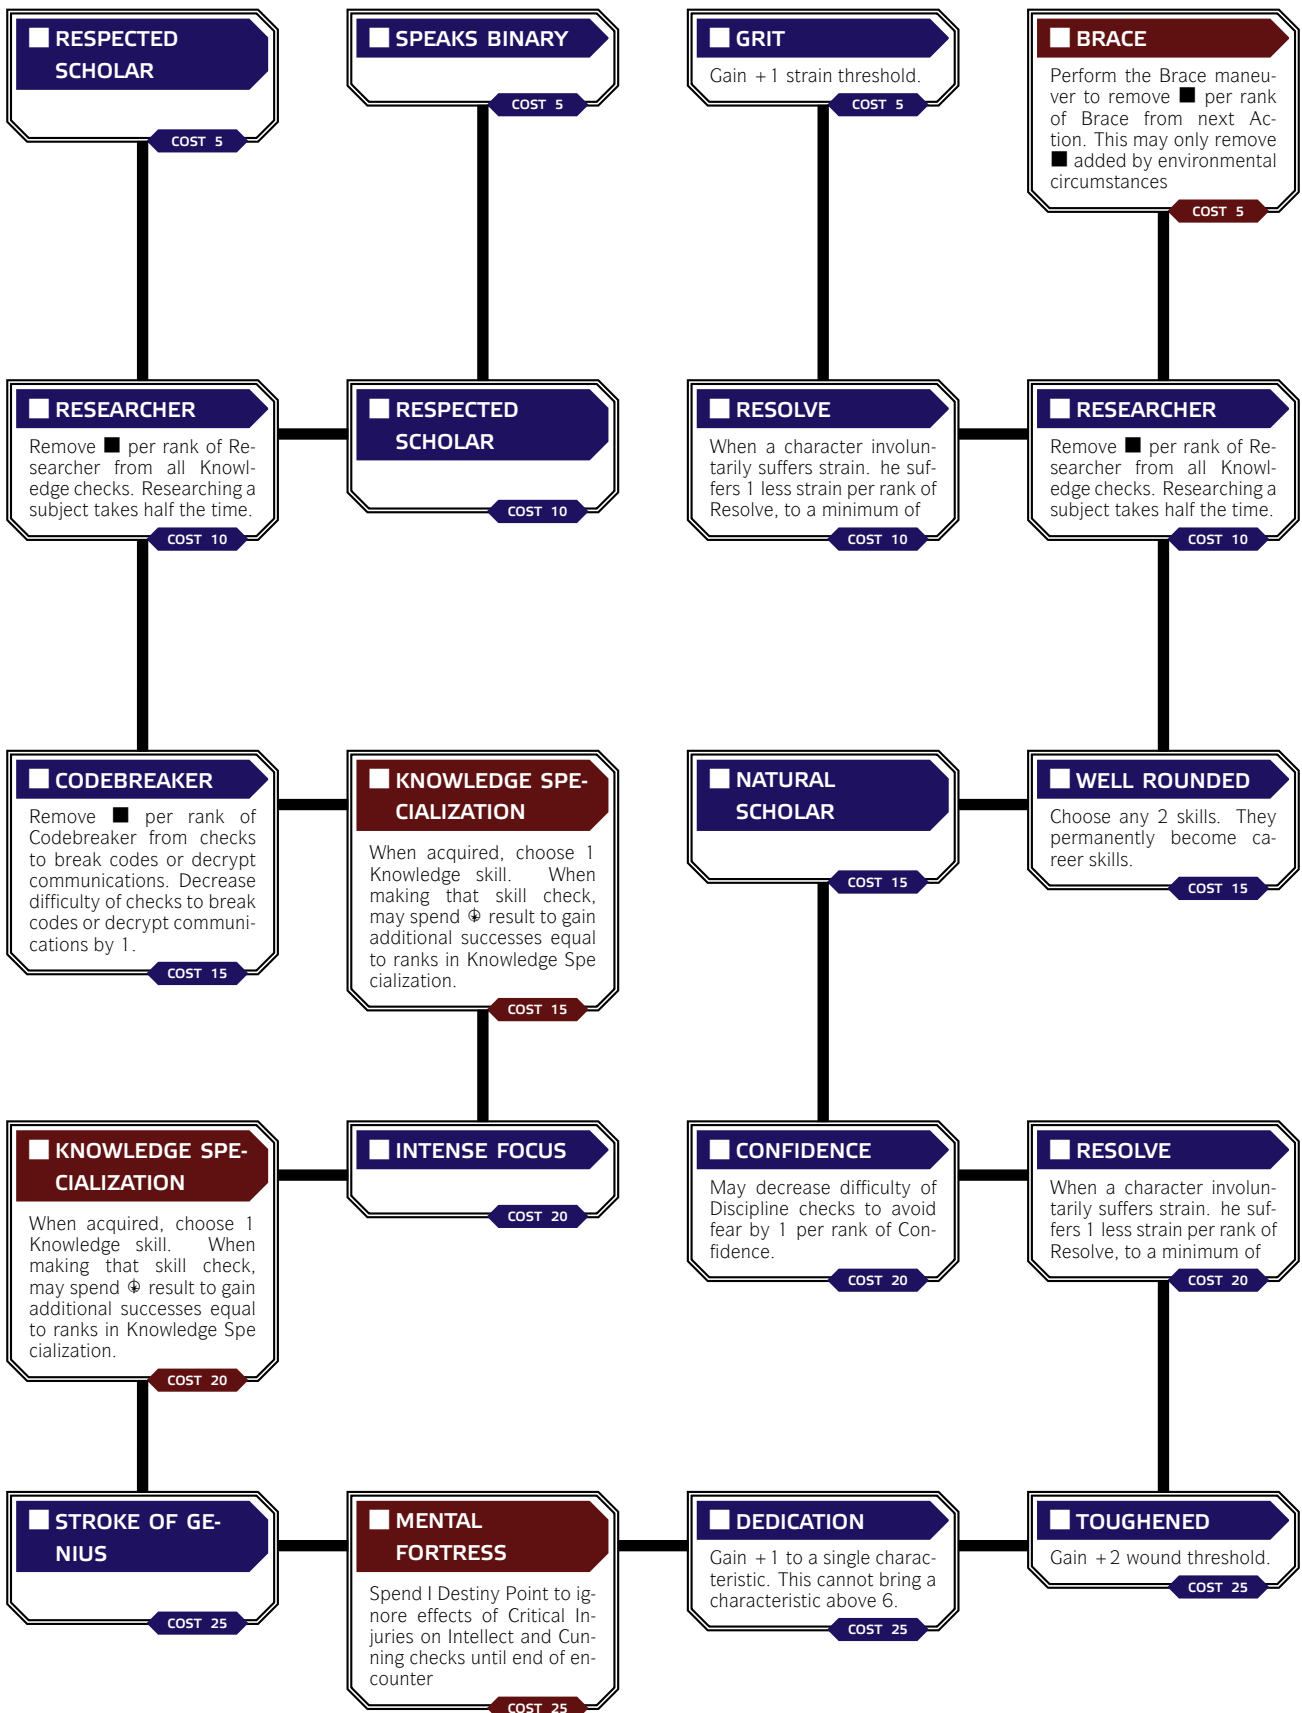 RESPECTED
SCHOLAR
COST 5
SPEAKS BINARY
COST 5
GRIT
Gain +1 strain threshold.
COST 5
BRACE
Perform the Brace maneu-
ver to remove ■ per rank
of Brace from next Ac-
tion. This may only remove
■ added by environmental
circumstances
COST 5
RESEARCHER
Remove ■ per rank of Re-
searcher from all Knowl-
edge checks. Researching a
subject takes half the time.
COST 10
RESPECTED
SCHOLAR
COST 10
RESOLVE
When a character involun-
tarily suffers strain. he suf-
fers 1 less strain per rank of
Resolve, to a minimum of
COST 10
RESEARCHER
Remove ■ per rank of Re-
searcher from all Knowl-
edge checks. Researching a
subject takes half the time.
COST 10
CODEBREAKER
Remove ■ per rank of
Codebreaker from checks
to break codes or decrypt
communications. Decrease
difficulty of checks to break
codes or decrypt communi-
cations by 1.
COST 15
KNOWLEDGE SPE-
CIALIZATION
When acquired, choose 1
Knowledge skill. When
making that skill check,
may spend result to gain
additional successes equal
to ranks in Knowledge Spe
cialization.
COST 15
NATURAL
SCHOLAR
COST 15
WELL ROUNDED
Choose any 2 skills. They
permanently become ca-
reer skills.
COST 15
KNOWLEDGE SPE-
CIALIZATION
When acquired, choose 1
Knowledge skill. When
making that skill check,
may spend result to gain
additional successes equal
to ranks in Knowledge Spe
cialization.
COST 20
INTENSE FOCUS
COST 20
CONFIDENCE
May decrease difficulty of
Discipline checks to avoid
fear by 1 per rank of Con-
fidence.
COST 20
RESOLVE
When a character involun-
tarily suffers strain. he suf-
fers 1 less strain per rank of
Resolve, to a minimum of
COST 20
STROKE OF GE-
NIUS
COST 25
MENTAL
FORTRESS
Spend I Destiny Point to ig-
nore effects of Critical In-
juries on Intellect and Cun-
ning checks until end of en-
counter
COST 25
DEDICATION
Gain +1 to a single charac-
teristic. This cannot bring a
characteristic above 6.
COST 25
TOUGHENED
Gain +2 wound threshold.
COST 25